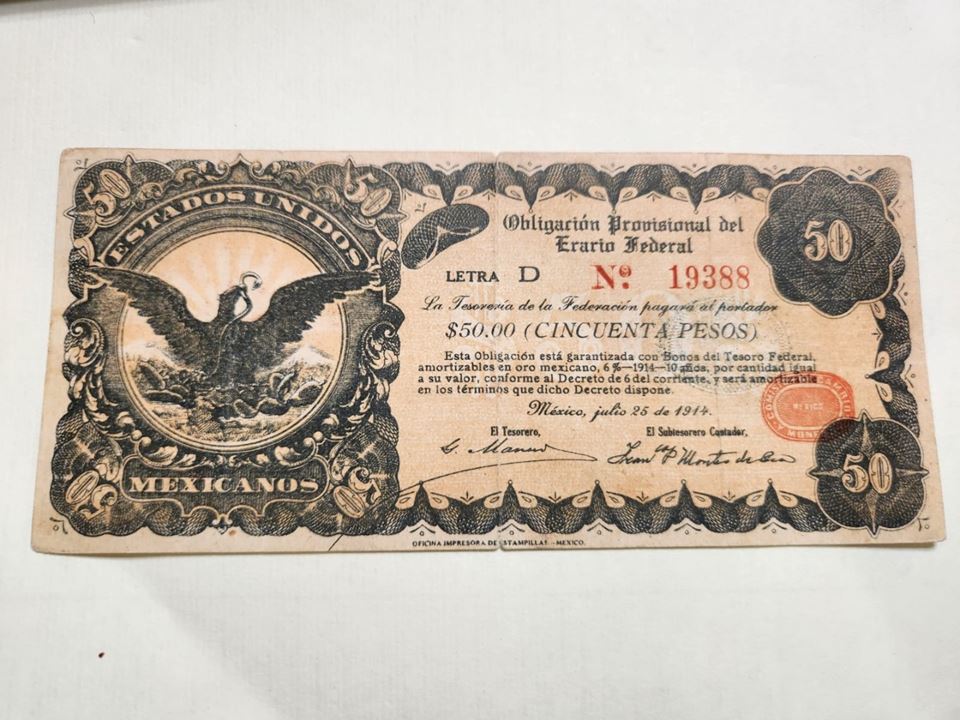 50
50
ESTADOS UNIDOS
MEXICANOS
50
50
Obligación Provisional del
Erario Federal
50
LETRA D Nº. 19388
La Tesorería de la Federación pagará al portador
$50.00 (CINCUENTA PESOS)
Esta Obligación está garantizada con Bonos del Tesoro Federal,
amortizables en oro mexicano, 6%—1914—10 años, por cantidad igual
a su valor, conforme al Decreto de 6 del corriente, y será amortizable
en los términos que dicho Decreto dispone.
México, julio 25 de 1914.
El Tesorero,
El Subtesorero Contador,
MEXICO
Y MONEDA
50
OFICINA IMPRESORA DE ESTAMPILLAS - MEXICO.